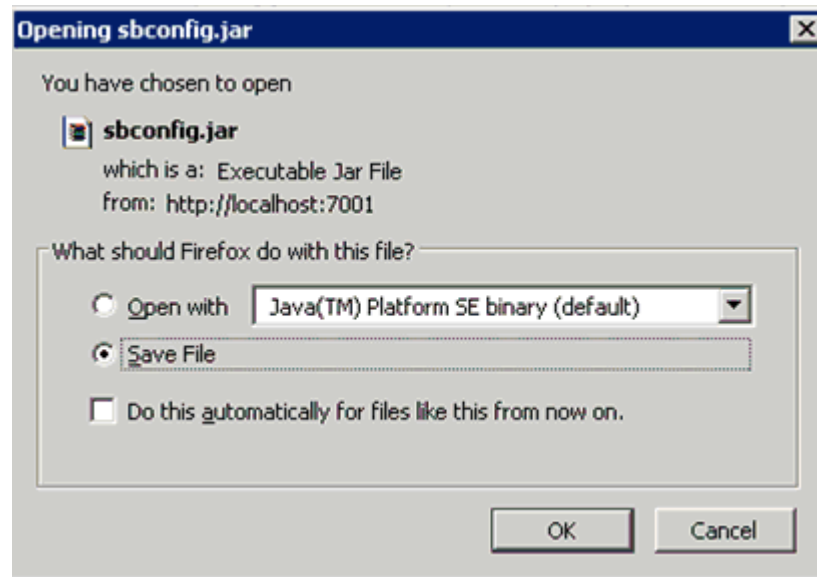 Opening sbconfig.jar
You have chosen to open
sbconfig.jar
which is a: Executable Jar File
from: http://localhost:7001
What should Firefox do with this file?
Open with Java(TM) Platform SE binary (default)
Save File
Do this automatically for files like this from now on.
OK Cancel